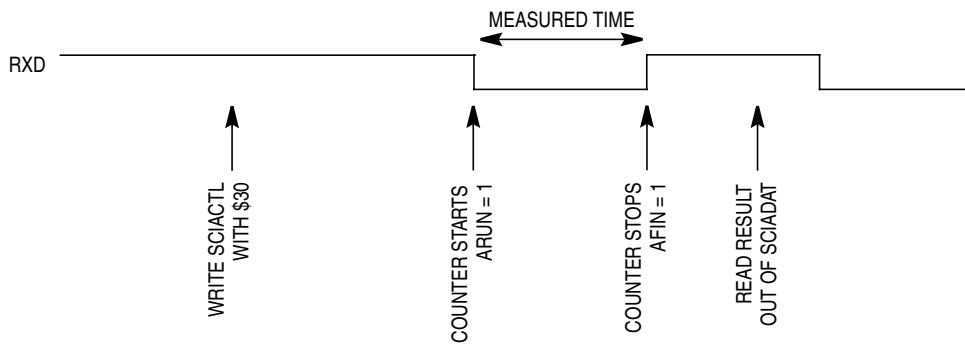 MEASURED TIME
RXD
WRITE SCIACTL
WITH $30
COUNTER STARTS
ARUN = 1
COUNTER STOPS
AFIN = 1
READ RESULT
OUT OF SCIADAT